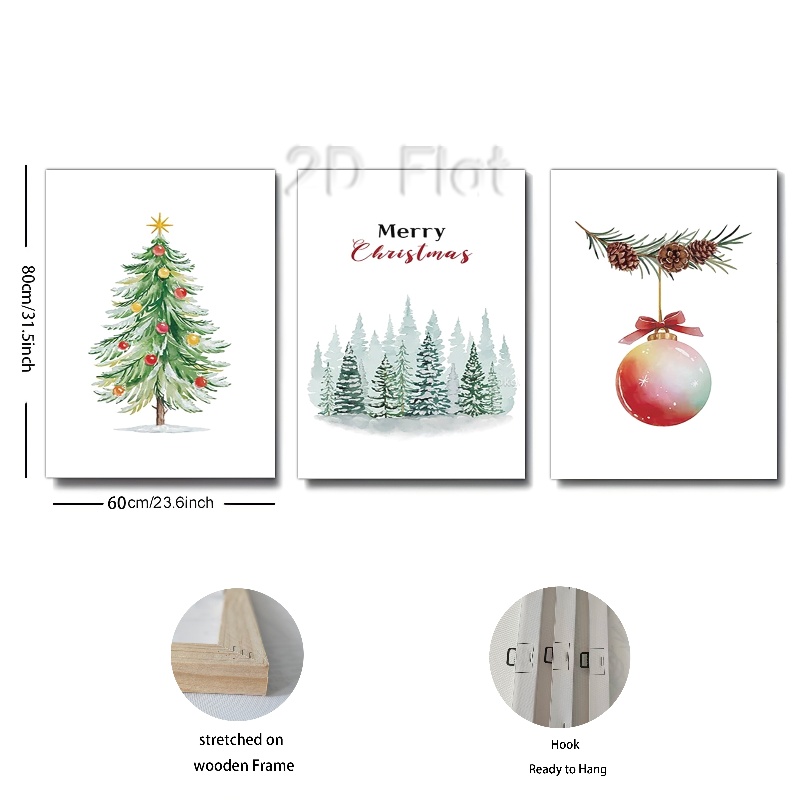 2D Flat
Merry
Christmas
80cm/31.5inch
60cm/23.6inch
stretched on
wooden Frame
Hook
Ready to Hang